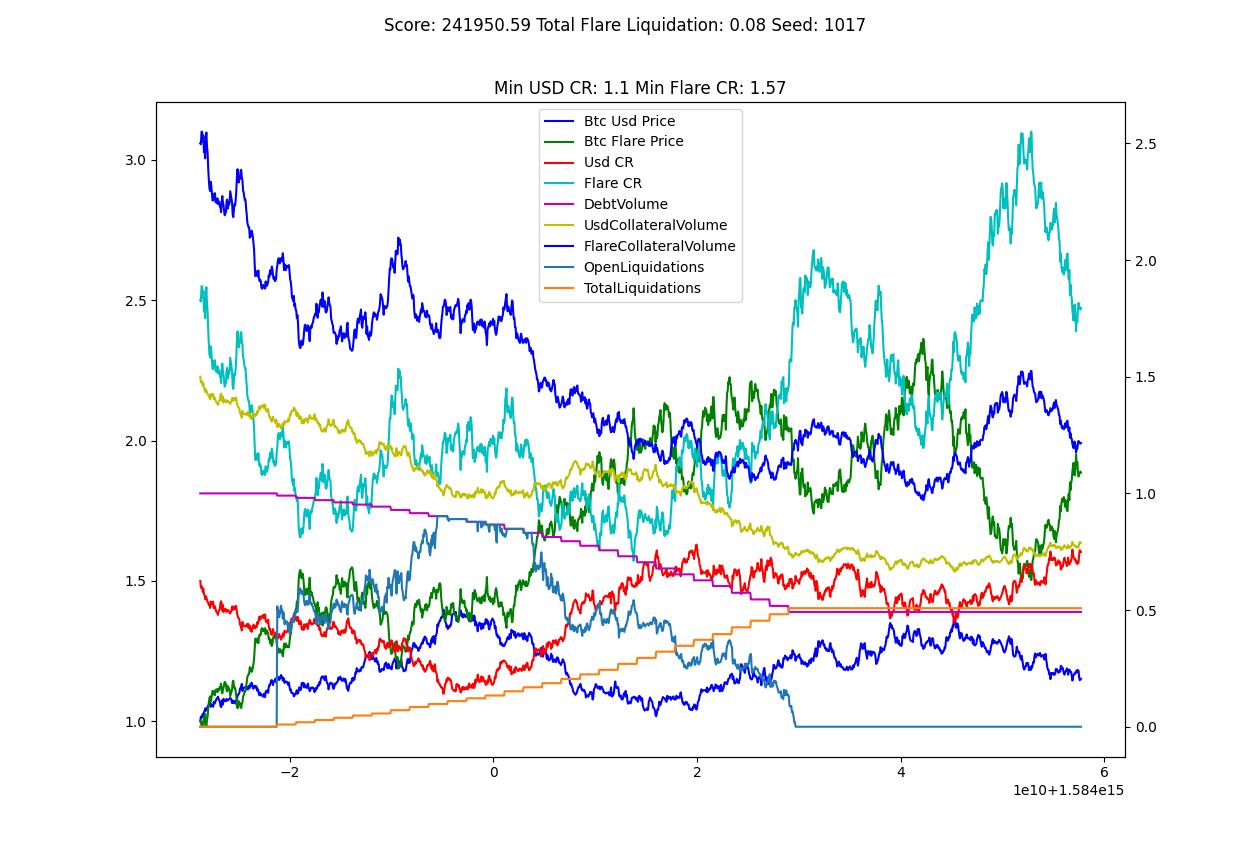 Score: 241950.59 Total Flare Liquidation: 0.08 Seed: 1017
Min USD CR: 1.1 Min Flare CR: 1.57
Btc Usd Price
Btc Flare Price
Usd CR
Flare CR
DebtVolume
UsdCollateralVolume
FlareCollateralVolume
OpenLiquidations
TotalLiquidations
3.0
2.5
2.0
1.5
1.0
2.5
2.0
1.5
1.0
0.5
0.0
−2
0
2
4
6
1e10+1.584e15